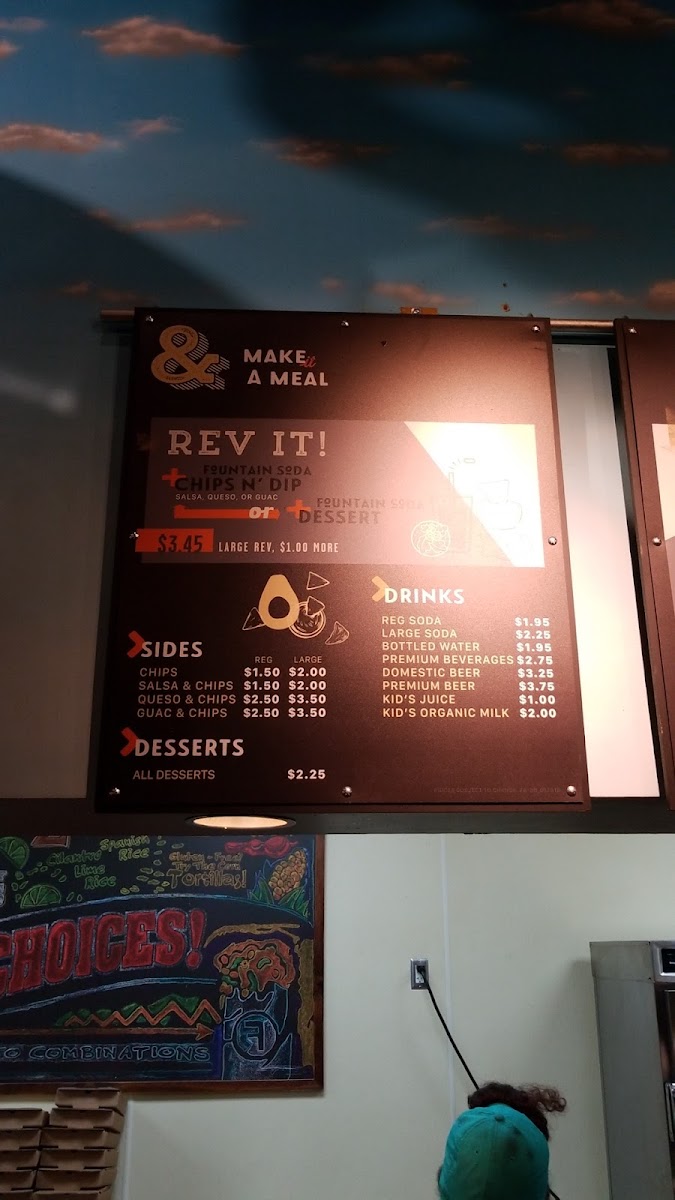 &
MAKE it
A MEAL
REV IT!
+ FOUNTAIN SODA
CHIPS N' DIP
SALSA, QUESO, OR GUAC
or + FOUNTAIN SODA
DESSERT
$3.45 LARGE REV, $1.00 MORE
SIDES
REG LARGE
CHIPS $1.50 $2.00
SALSA & CHIPS $1.50 $2.00
QUESO & CHIPS $2.50 $3.50
GUAC & CHIPS $2.50 $3.50
DESSERTS
ALL DESSERTS $2.25
DRINKS
REG SODA $1.95
LARGE SODA $2.25
BOTTLED WATER $1.95
PREMIUM BEVERAGES $2.75
DOMESTIC BEER $3.25
PREMIUM BEER $3.75
KID'S JUICE $1.00
KID'S ORGANIC MILK $2.00
Cilantro
Lime
Rice
Spanish
Rice
Gluten-Free
Try The Corn
Tortillas!
CHOICES!
COMBINATIONS